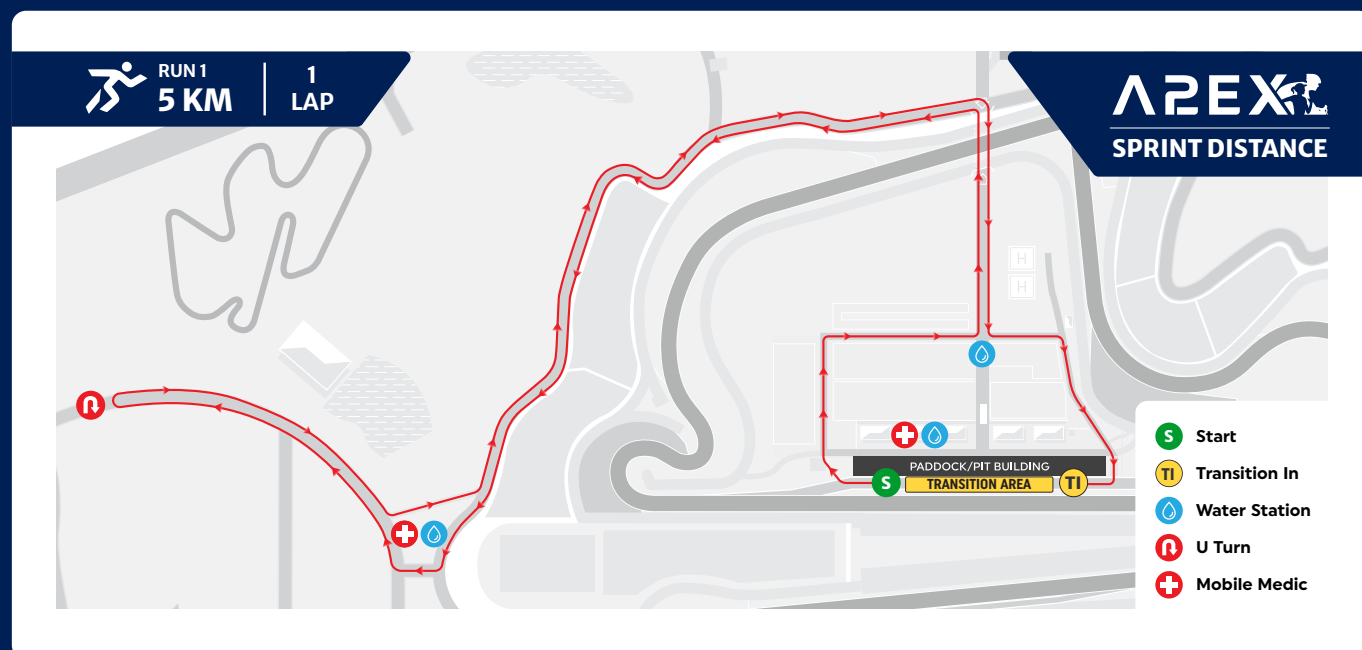 RUN 1
5 KM
1
LAP
APEX
SPRINT DISTANCE
H
H
PADDOCK/PIT BUILDING
S
TRANSITION AREA
TI
S Start
TI Transition In
Water Station
U Turn
Mobile Medic